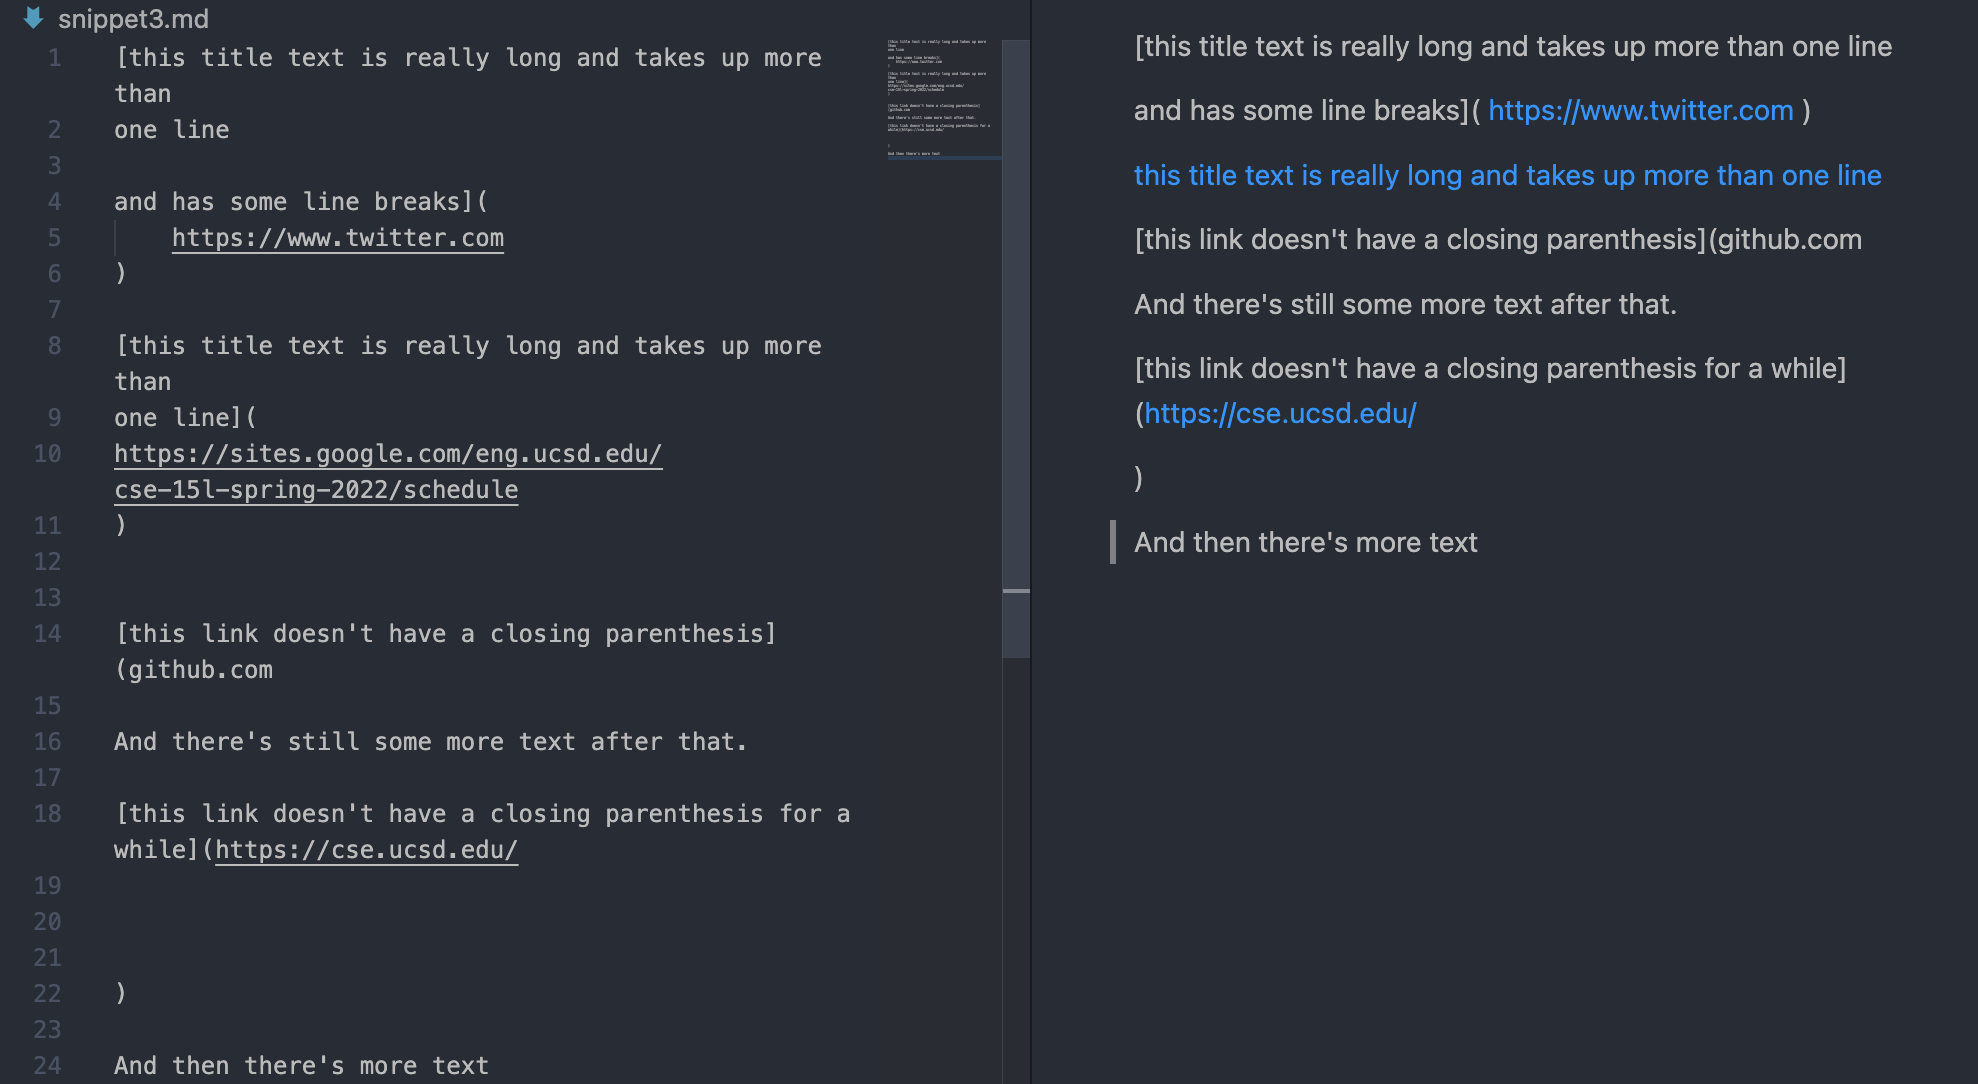 snippet3.md
1 [this title text is really long and takes up more
than
2 one line
3
4 and has some line breaks](
5 https://www.twitter.com
6 )
7
8 [this title text is really long and takes up more
than
9 one line](
10 https://sites.google.com/eng.ucsd.edu/
cse-15l-spring-2022/schedule
11 )
12
13
14 [this link doesn't have a closing parenthesis]
(github.com
15
16 And there's still some more text after that.
17
18 [this link doesn't have a closing parenthesis for a
while](https://cse.ucsd.edu/
19
20
21
22 )
23
24 And then there's more text
[this title text is really long and takes up more than one line
and has some line breaks]( https://www.twitter.com )
this title text is really long and takes up more than one line
[this link doesn't have a closing parenthesis](github.com
And there's still some more text after that.
[this link doesn't have a closing parenthesis for a while]
(https://cse.ucsd.edu/
)
And then there's more text